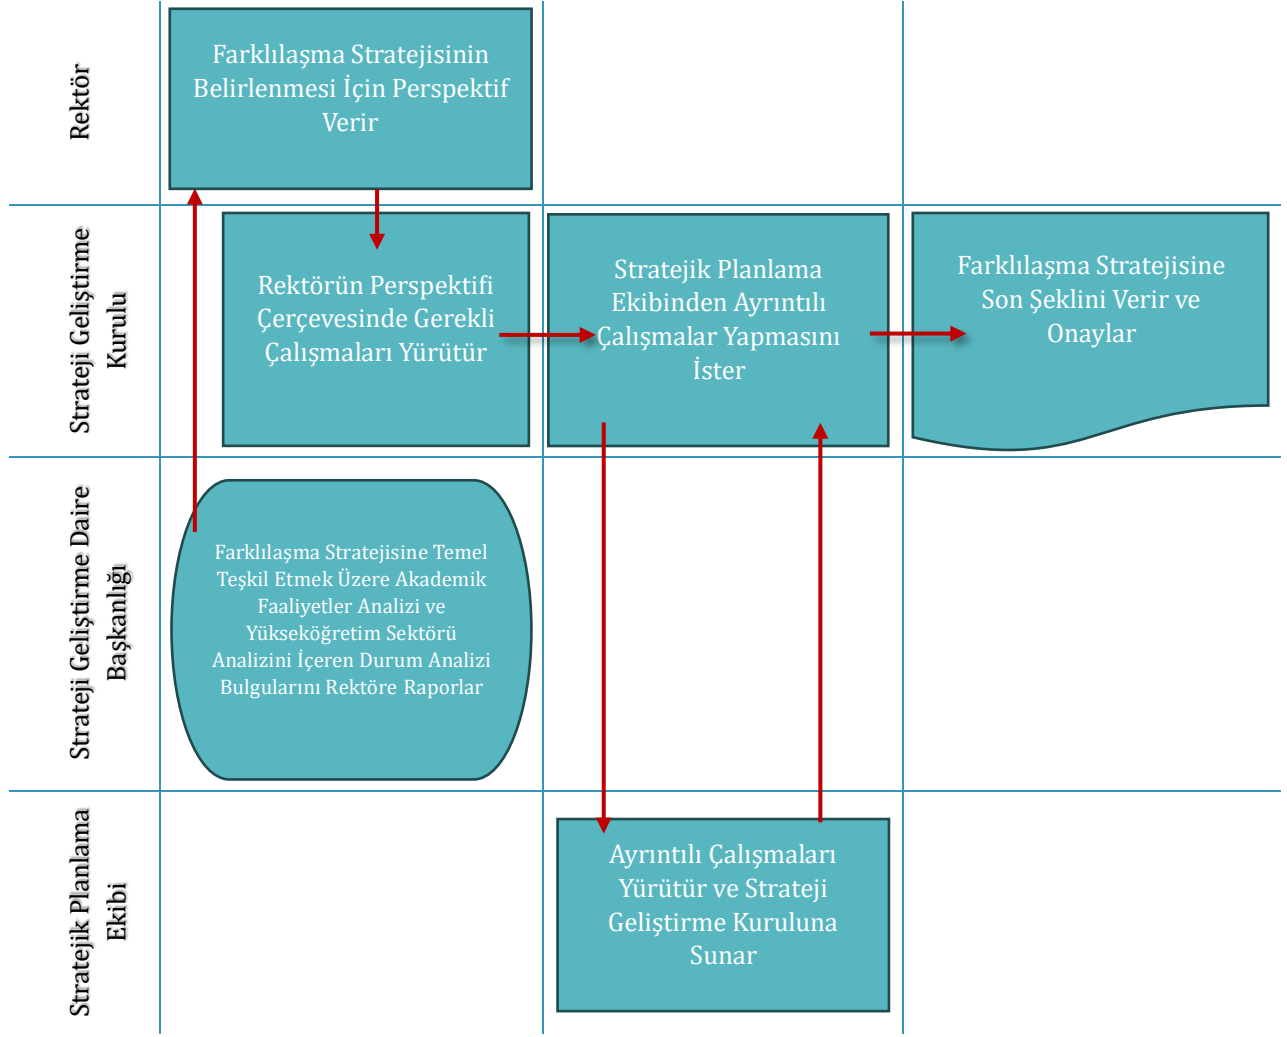 Rektör
Farklılaşma Stratejisinin
Belirlenmesi İçin Perspektif
Verir
Strateji Geliştirme
Kurulu
Rektörün Perspektifi
Çerçevesinde Gerekli
Çalışmaları Yürütür
Stratejik Planlama
Ekibinden Ayrıntılı
Çalışmalar Yapmasını
İster
Farklılaşma Stratejisine
Son Şeklini Verir ve
Onaylar
Strateji Geliştirme Daire
Başkanlığı
Farklılaşma Stratejisine Temel
Teşkil Etmek Üzere Akademik
Faaliyetler Analizi ve
Yükseköğretim Sektörü
Analizini İçeren Durum Analizi
Bulgularını Rektöre Raporlar
Stratejik Planlama
Ekibi
Ayrıntılı Çalışmaları
Yürütür ve Strateji
Geliştirme Kuruluna
Sunar